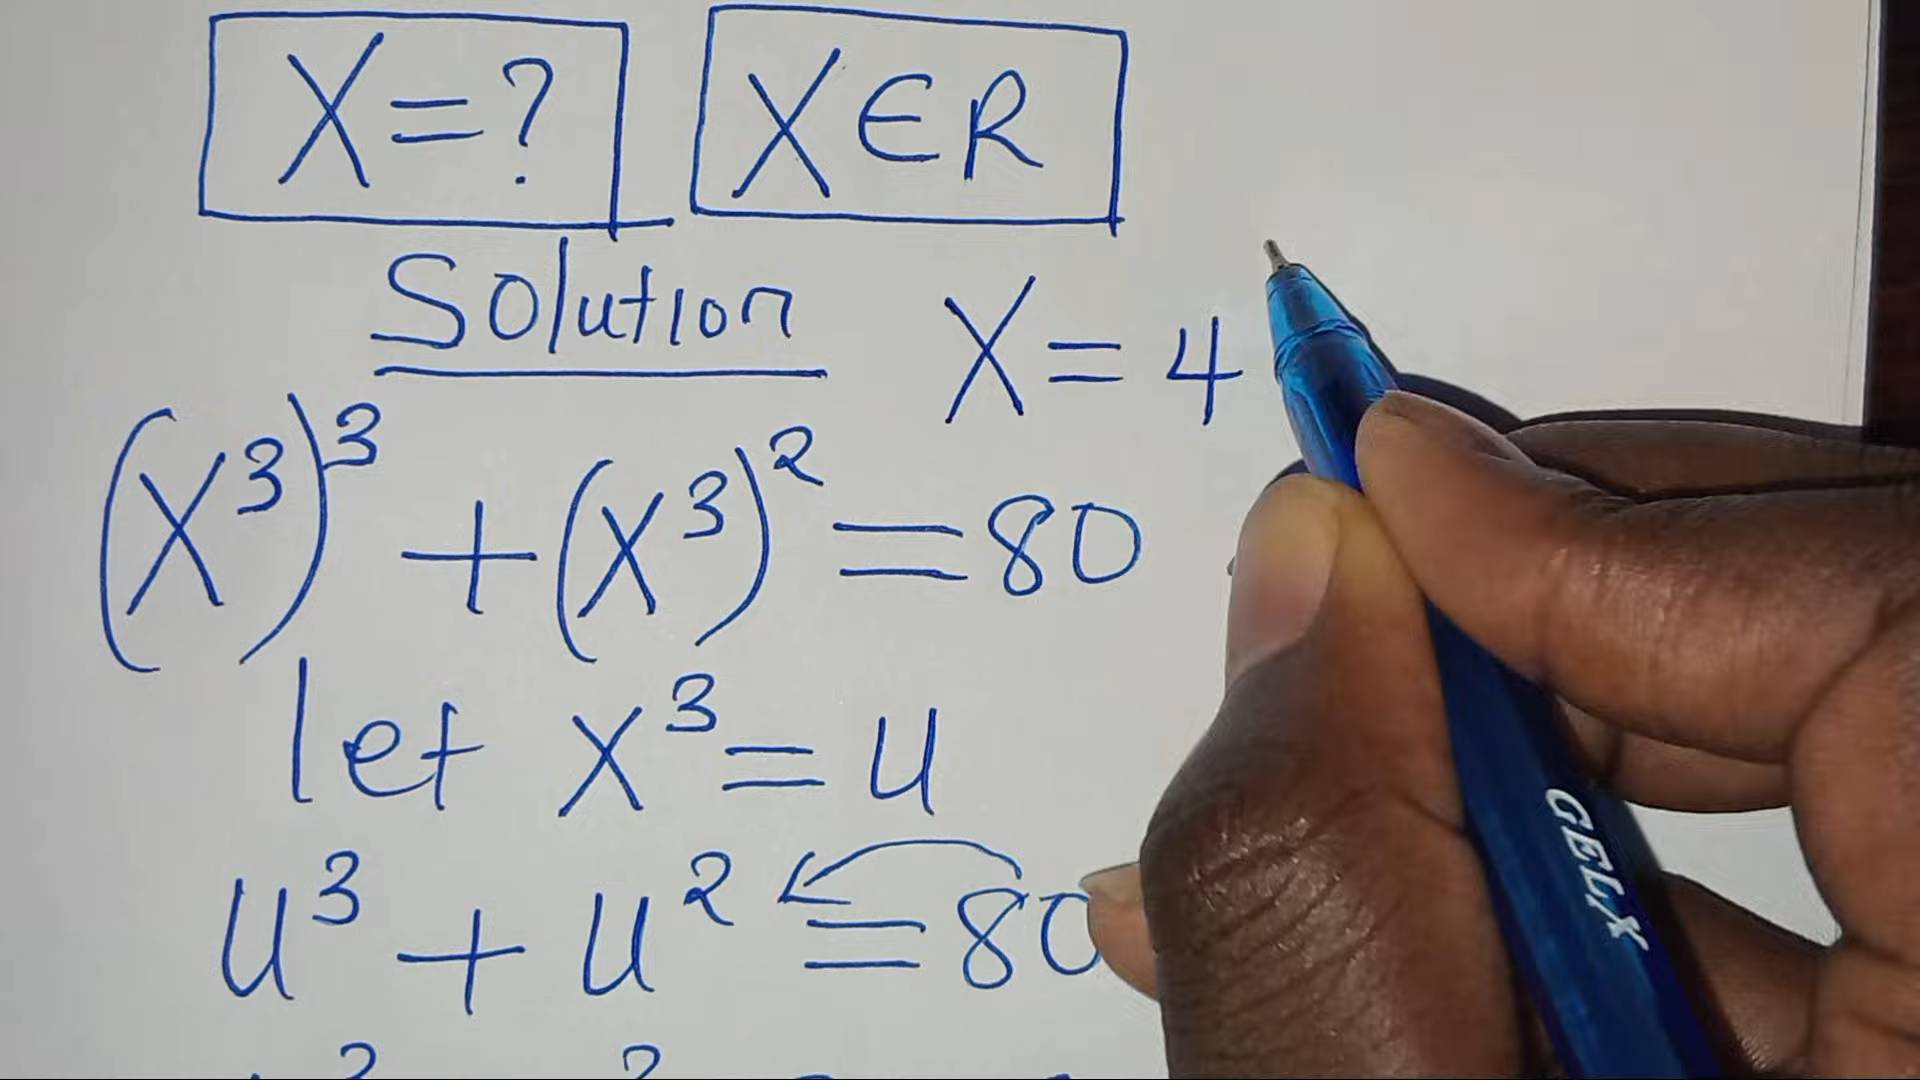 X=? X∈R
Solution X=4
(X³)³+(X³)²=80
let x³=u
u³+u²=80
GELX